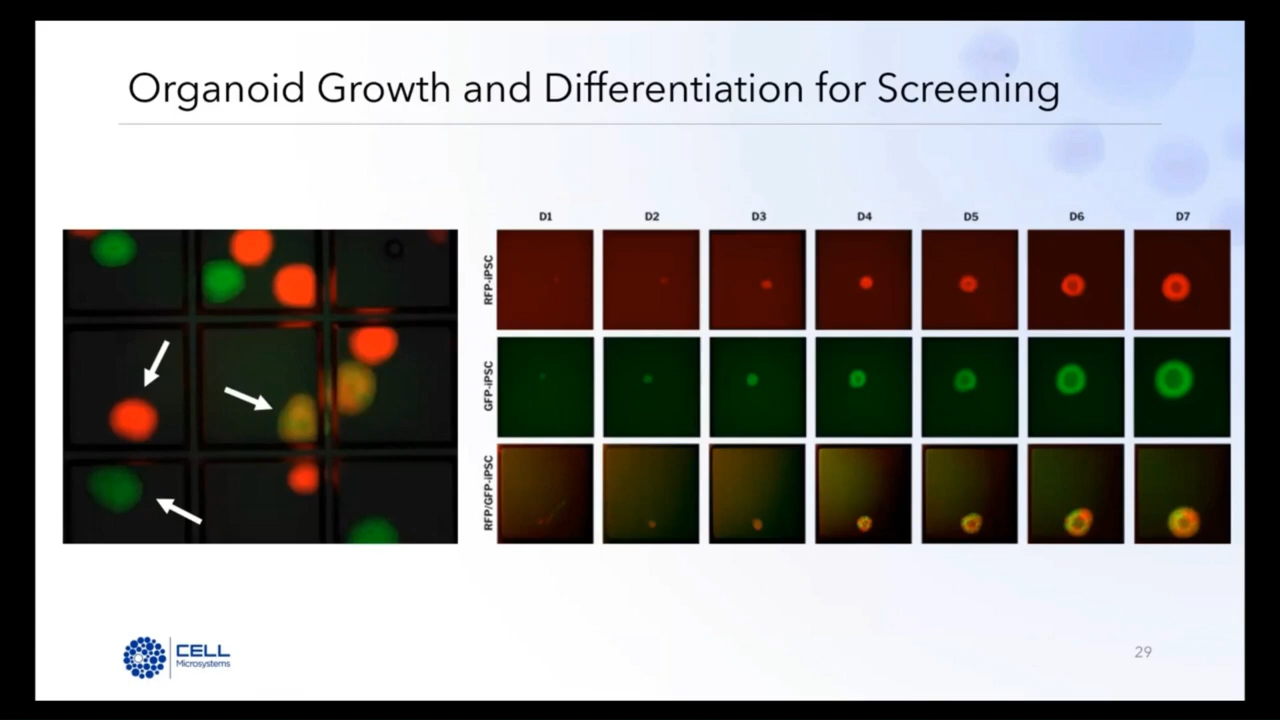 Organoid Growth and Differentiation for Screening
D1 D2 D3 D4 D5 D6 D7
RFP-iPSC
GFP-iPSC
RFP/GFP-iPSC
CELL
Microsystems
29